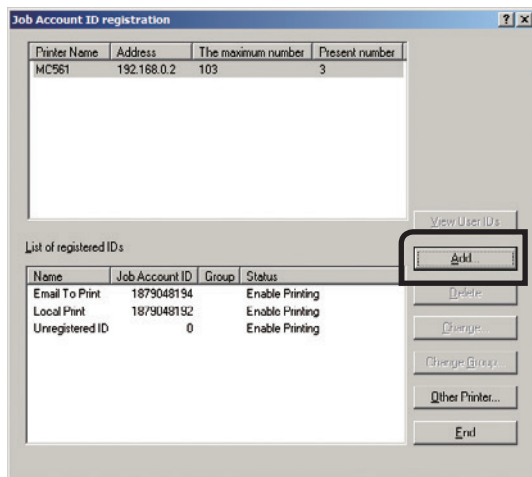 Job Account ID registration
Printer Name Address The maximum number Present number
MC561 192.168.0.2 103 3
View User IDs
List of registered IDs
Add...
Name Job Account ID Group Status
Email To Print 1879048194 Enable Printing
Delete
Local Print 1879048192 Enable Printing
Unregistered ID 0 Enable Printing
Change...
Change Group...
Other Printer...
End